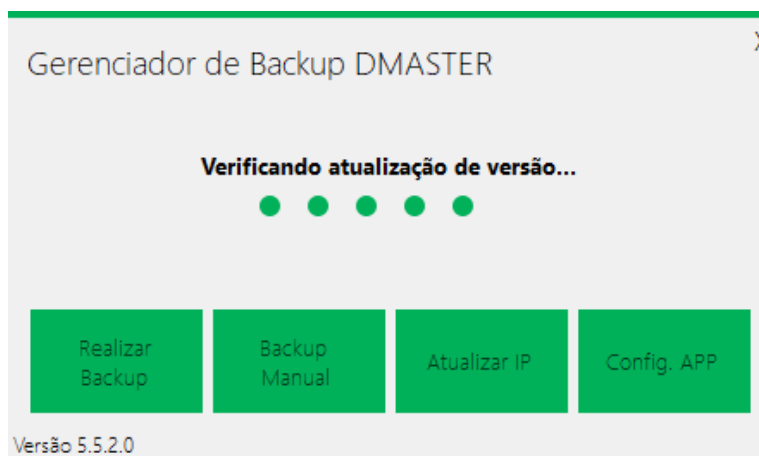 Gerenciador de Backup DMASTER
X
Verificando atualização de versão...
Realizar
Backup
Backup
Manual
Atualizar IP
Config. APP
Versão 5.5.2.0